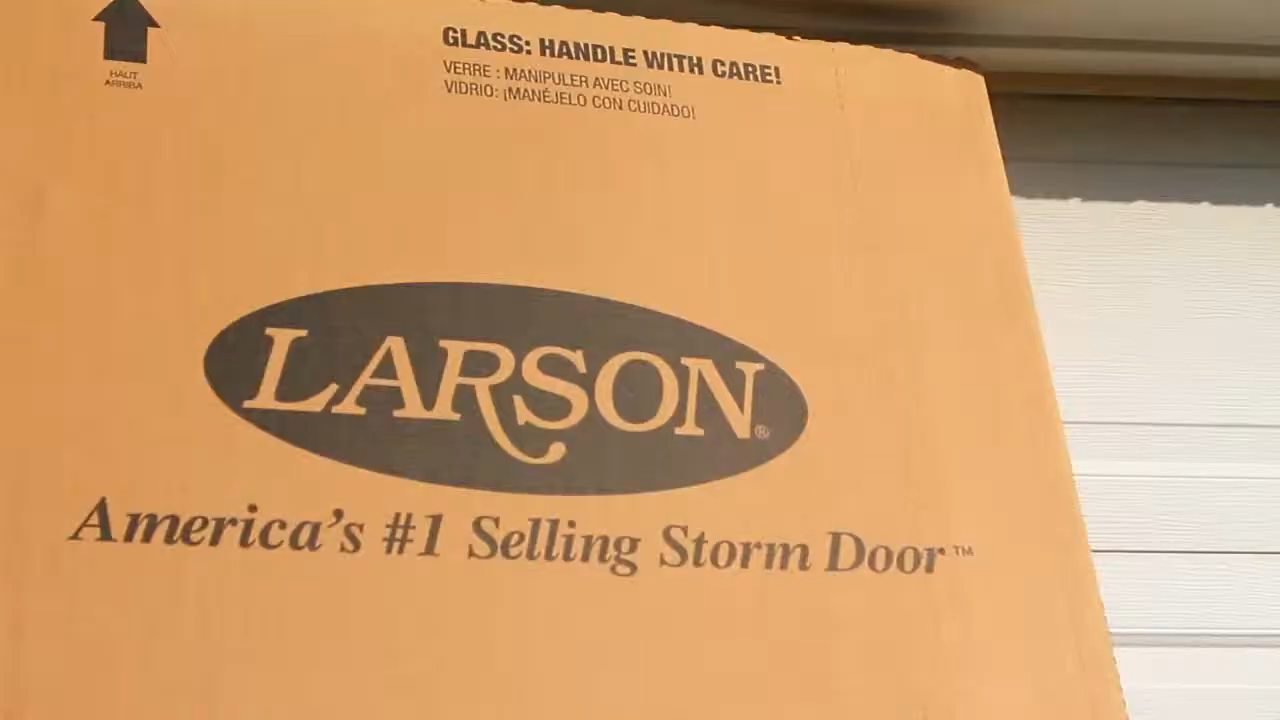 HAUT
ARRIBA
GLASS: HANDLE WITH CARE!
VERRE : MANIPULER AVEC SOIN!
VIDRIO: ¡MANÉJELO CON CUIDADO!
LARSON®
America's #1 Selling Storm Door™